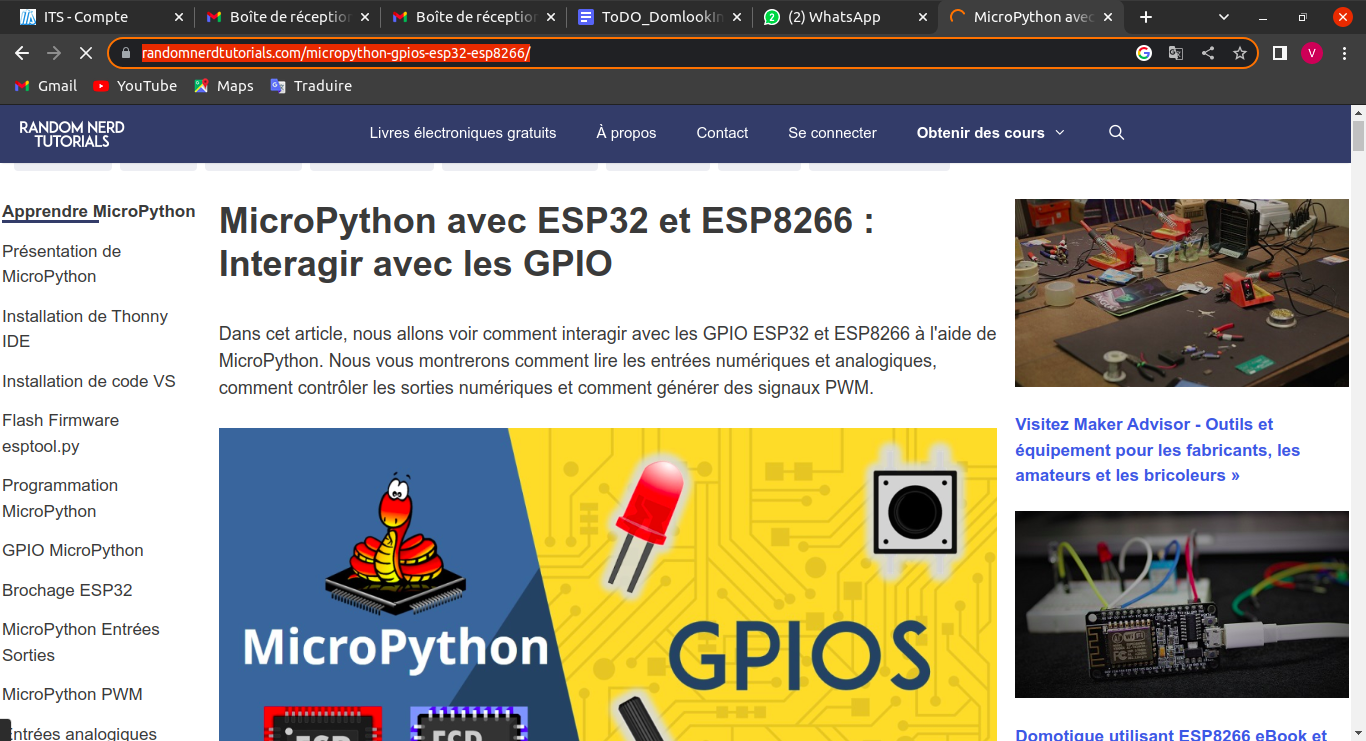 ITS - Compte
Boîte de réception
Boîte de réception
ToDO_DomlookIn
(2) WhatsApp
MicroPython avec
randomnerdtutorials.com/micropython-gpios-esp32-esp8266/
V
Gmail
YouTube
Maps
Traduire
RANDOM NERD
TUTORIALS
Livres électroniques gratuits
À propos
Contact
Se connecter
Obtenir des cours
Apprendre MicroPython
Présentation de
MicroPython
Installation de Thonny
IDE
Installation de code VS
Flash Firmware
esptool.py
Programmation
MicroPython
GPIO MicroPython
Brochage ESP32
MicroPython Entrées
Sorties
MicroPython PWM
Entrées analogiques
MicroPython avec ESP32 et ESP8266 :
Interagir avec les GPIO
Dans cet article, nous allons voir comment interagir avec les GPIO ESP32 et ESP8266 à l'aide de
MicroPython. Nous vous montrerons comment lire les entrées numériques et analogiques,
comment contrôler les sorties numériques et comment générer des signaux PWM.
MicroPython
GPIOS
ESP
ESP
Visitez Maker Advisor - Outils et
équipement pour les fabricants, les
amateurs et les bricoleurs »
WiFi
Domotique utilisant ESP8266 eBook et